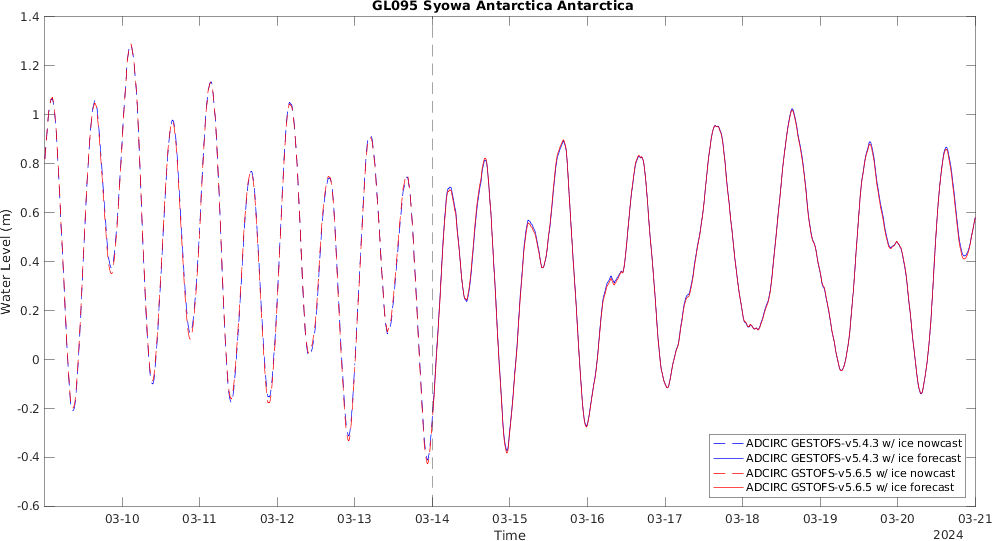 GL095 Syowa Antarctica Antarctica
1.4
1.2
1
0.8
0.6
0.4
0.2
0
-0.2
-0.4
-0.6
Water Level (m)
ADCIRC GESTOFS-v5.4.3 w/ ice nowcast
ADCIRC GESTOFS-v5.4.3 w/ ice forecast
ADCIRC GSTOFS-v5.6.5 w/ ice nowcast
ADCIRC GSTOFS-v5.6.5 w/ ice forecast
03-10 03-11 03-12 03-13 03-14 03-15 03-16 03-17 03-18 03-19 03-20 03-21
Time
2024